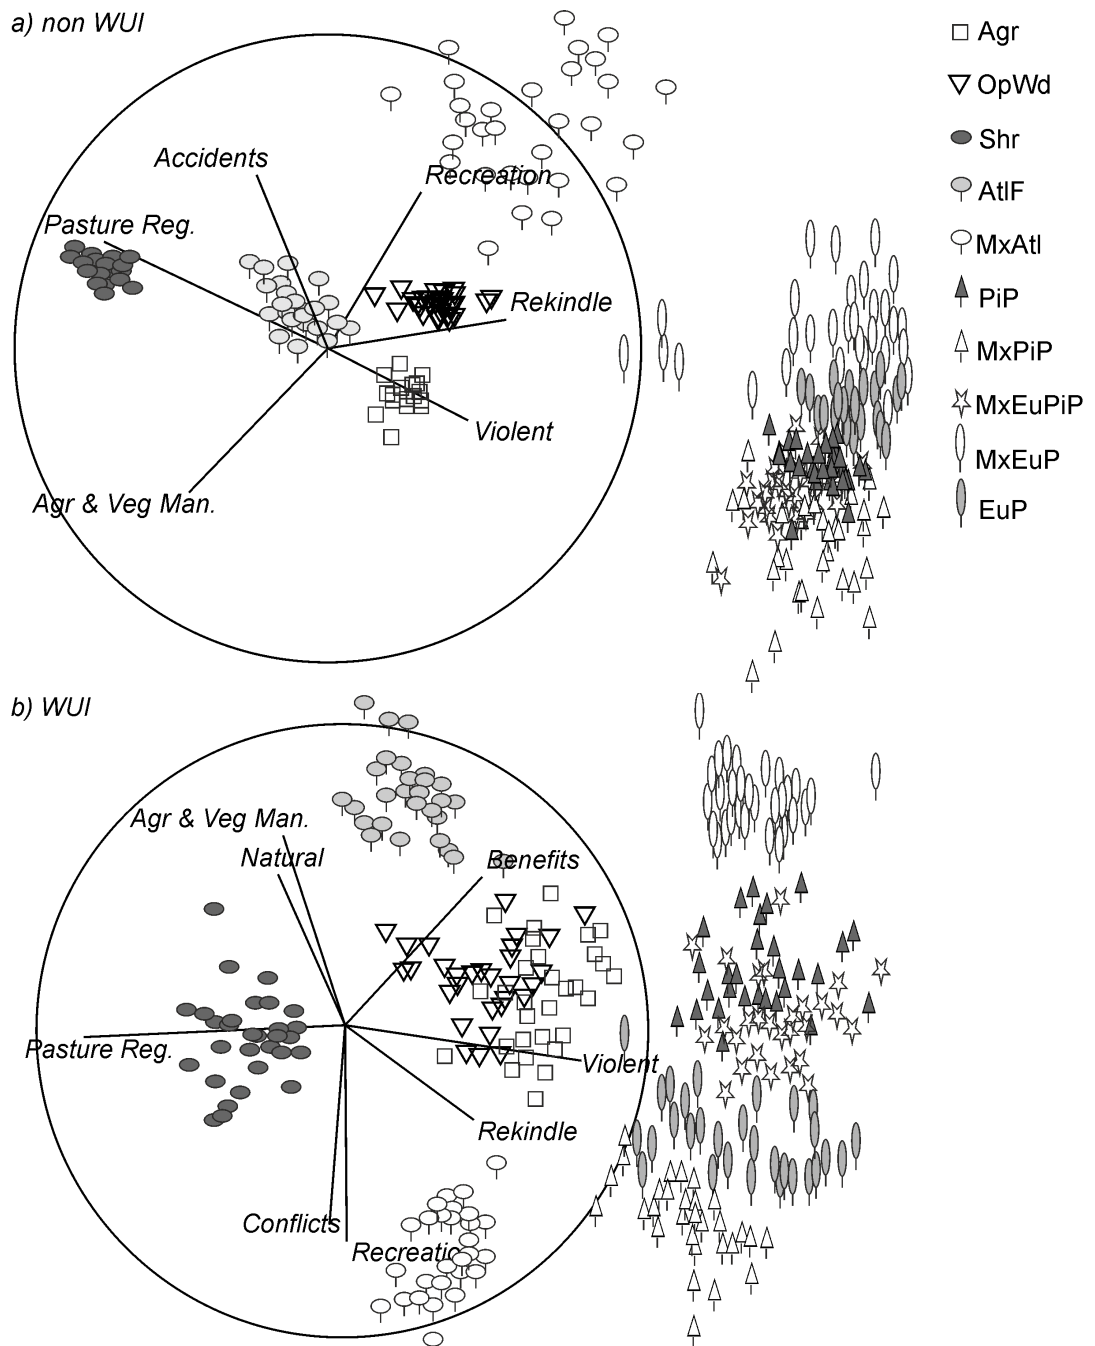 a) non WUI
Accidents
Recreation
Pasture Reg.
Rekindle
Violent
Agr & Veg Man.
Agr
OpWd
Shr
AtlF
MxAtl
PiP
MxPiP
MxEuPiP
MxEuP
EuP
b) WUI
Agr & Veg Man.
Natural
Benefits
Pasture Reg.
Violent
Rekindle
Conflicts
Recreatic